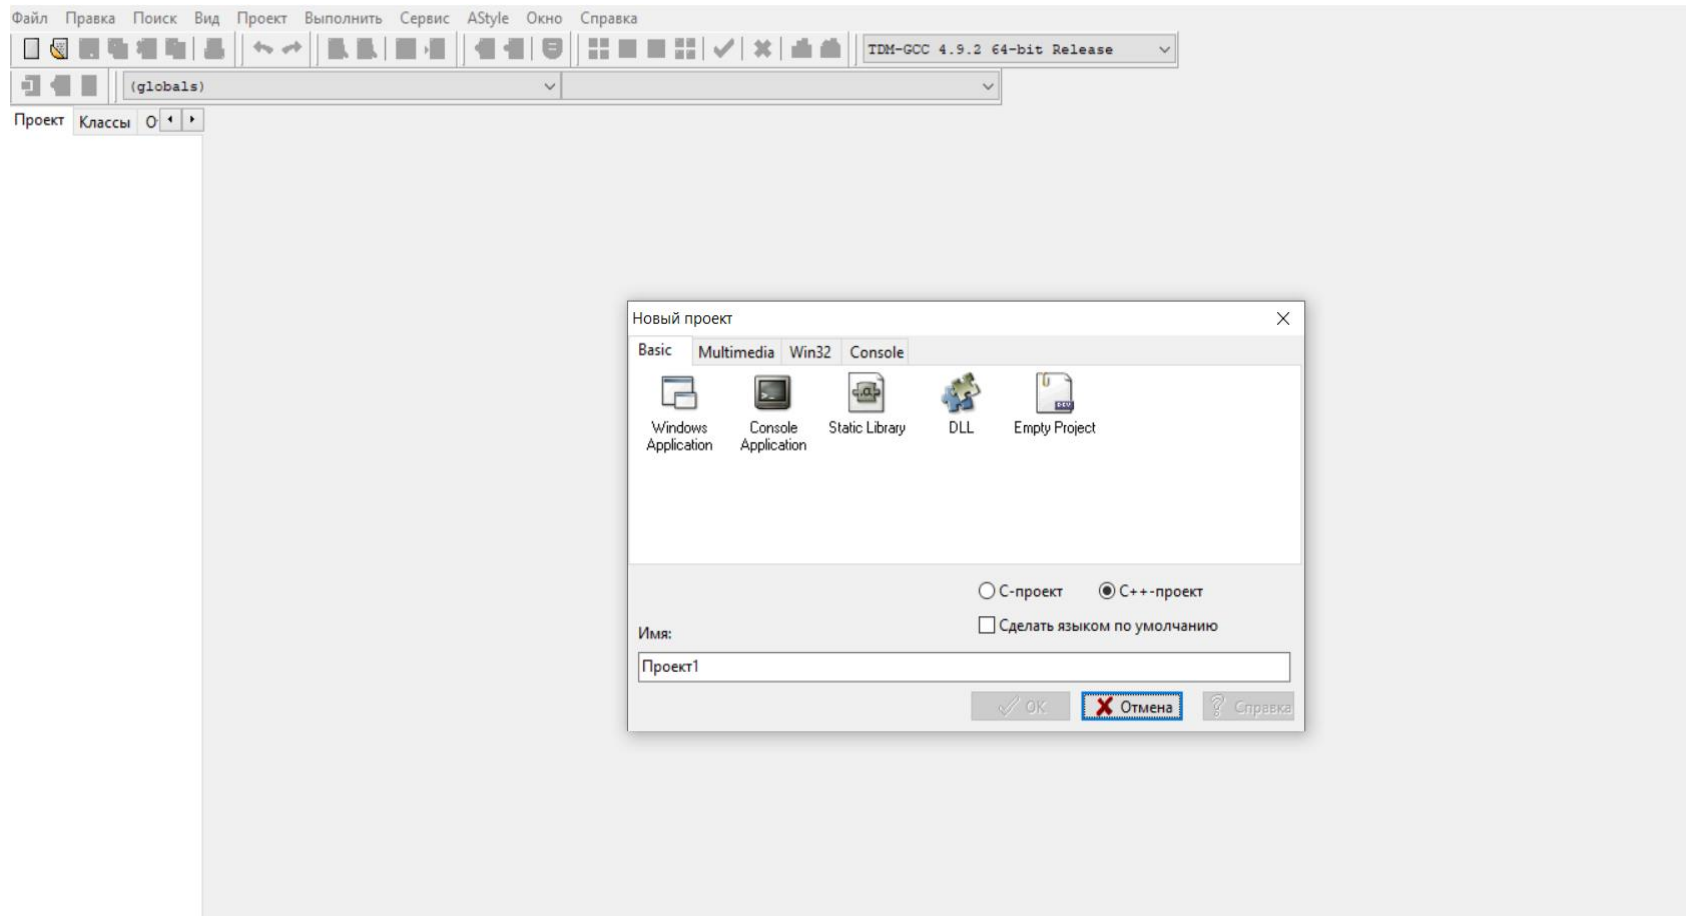 Файл Правка Поиск Вид Проект Выполнить Сервис AStyle Окно Справка
TDM-GCC 4.9.2 64-bit Release
(globals)
Проект Классы О
Новый проект
Basic Multimedia Win32 Console
Windows Application
Console Application
Static Library
DLL
Empty Project
DEV
С-проект С++-проект
Сделать языком по умолчанию
Имя:
Проект1
OK Отмена Справка